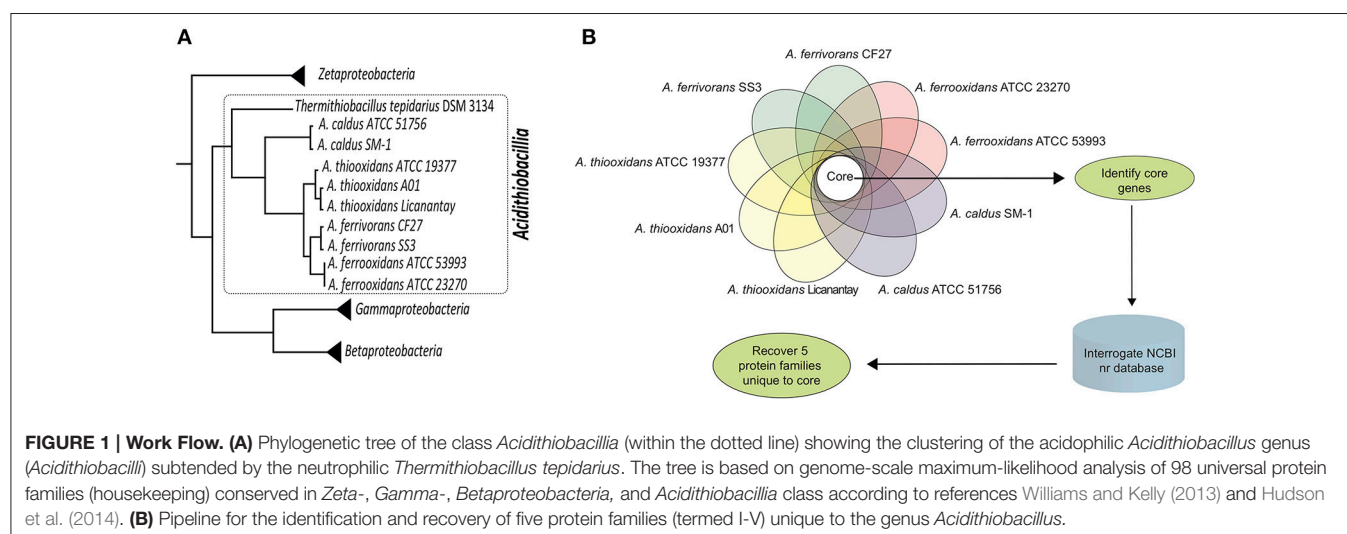 A
Zetaproteobacteria
Thermithiobacillus tepidarius DSM 3134
A. caldus ATCC 51756
A. caldus SM-1
A. thiooxidans ATCC 19377
A. thiooxidans A01
A. thiooxidans Licanantay
A. ferrivorans CF27
A. ferrivorans SS3
A. ferrooxidans ATCC 53993
A. ferrooxidans ATCC 23270
Acidithiobacillia
Gammaproteobacteria
Betaproteobacteria
B
A. ferrivorans CF27
A. ferrivorans SS3
A. ferrooxidans ATCC 23270
A. ferrooxidans ATCC 53993
A. thiooxidans ATCC 19377
Core
A. caldus SM-1
A. thiooxidans A01
A. thiooxidans Licanantay
A. caldus ATCC 51756
Identify core
genes
Interrogate NCBI
nr database
Recover 5
protein families
unique to core
FIGURE 1 | Work Flow. (A) Phylogenetic tree of the class Acidithiobacillia (within the dotted line) showing the clustering of the acidophilic Acidithiobacillus genus
(Acidithiobacilli) subtended by the neutrophilic Thermithiobacillus tepidarius. The tree is based on genome-scale maximum-likelihood analysis of 98 universal protein
families (housekeeping) conserved in Zeta-, Gamma-, Betaproteobacteria, and Acidithiobacillia class according to references Williams and Kelly (2013) and Hudson
et al. (2014). (B) Pipeline for the identification and recovery of five protein families (termed I-V) unique to the genus Acidithiobacillus.